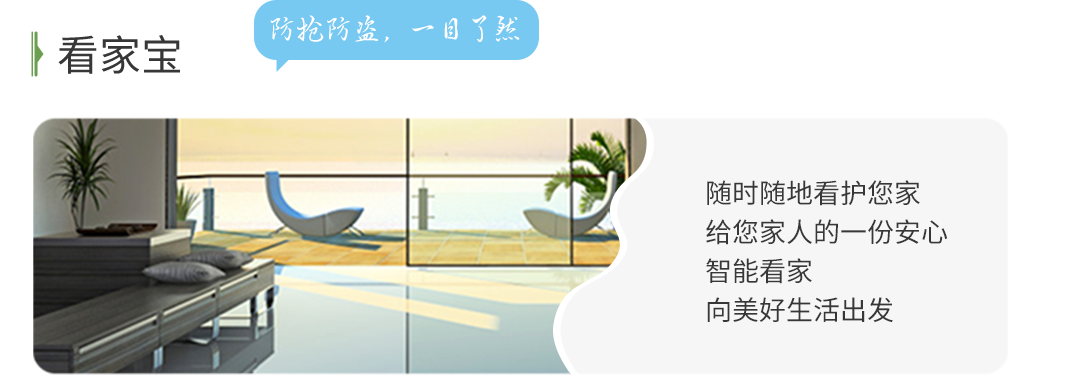 看家宝
防抢防盗，一目了然
随时随地看护您家
给您家人的一份安心
智能看家
向美好生活出发